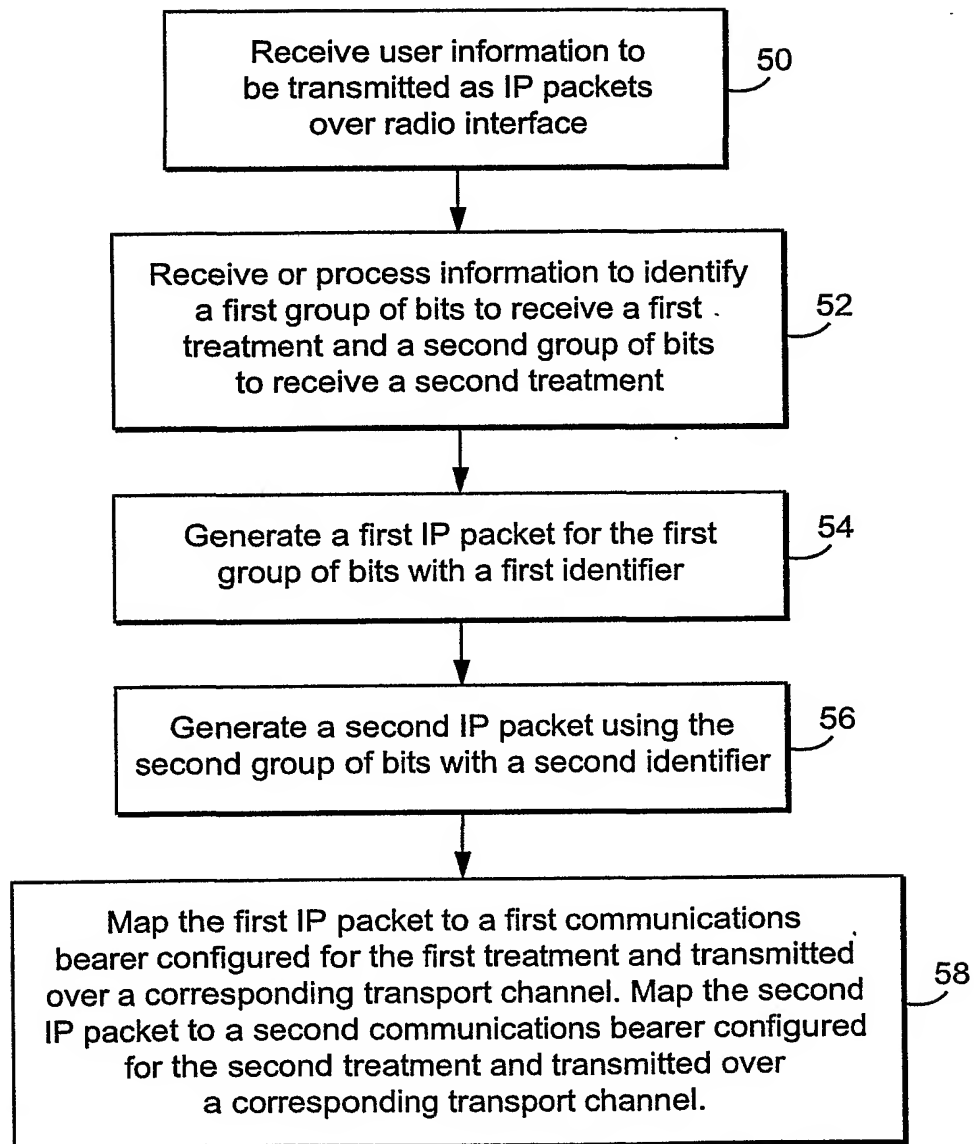 Receive user information to
be transmitted as IP packets
over radio interface
50
Receive or process information to identify
a first group of bits to receive a first
treatment and a second group of bits
to receive a second treatment
52
Generate a first IP packet for the first
group of bits with a first identifier
54
Generate a second IP packet using the
second group of bits with a second identifier
56
Map the first IP packet to a first communications
bearer configured for the first treatment and transmitted
over a corresponding transport channel. Map the second
IP packet to a second communications bearer configured
for the second treatment and transmitted over
a corresponding transport channel.
58